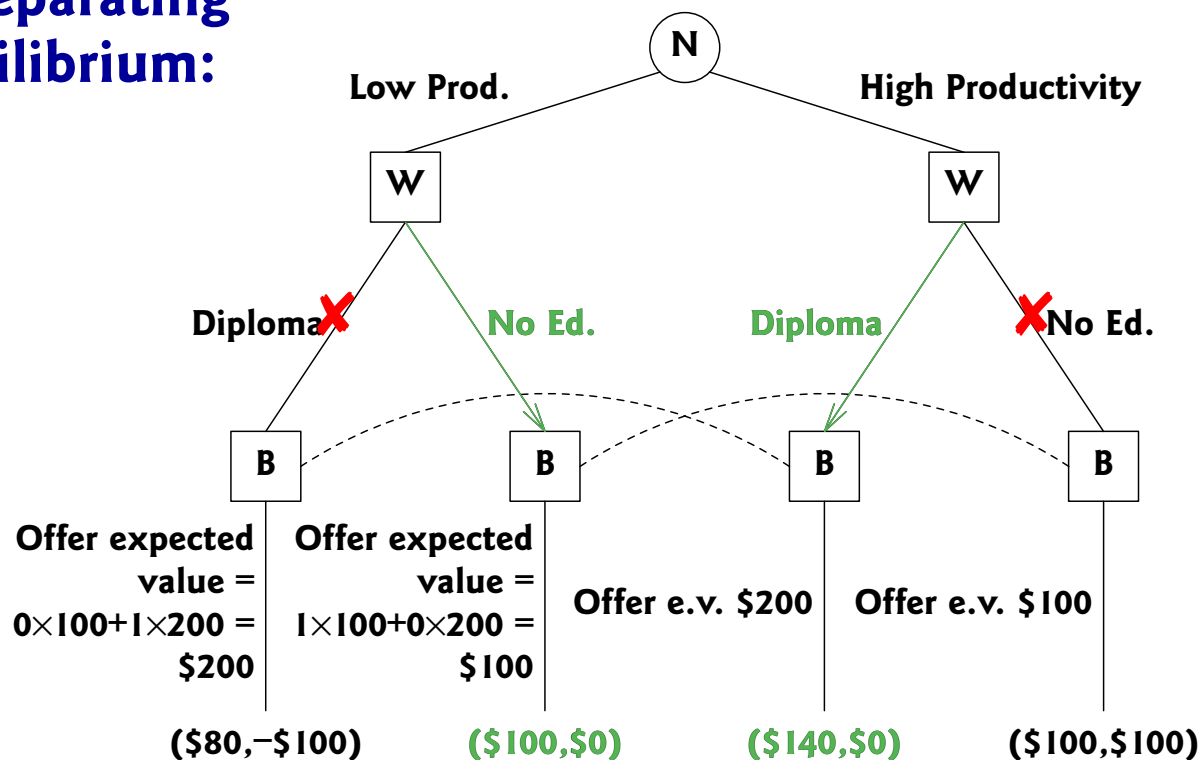 eparating
ilibrium:
N
Low Prod.
High Productivity
W
W
Diploma
No Ed.
Diploma
No Ed.
B
B
B
B
Offer expected
value =
0×100+1×200 =
$200
Offer expected
value =
1×100+0×200 =
$100
Offer e.v. $200
Offer e.v. $100
($80,−$100)
($100,$0)
($140,$0)
($100,$100)